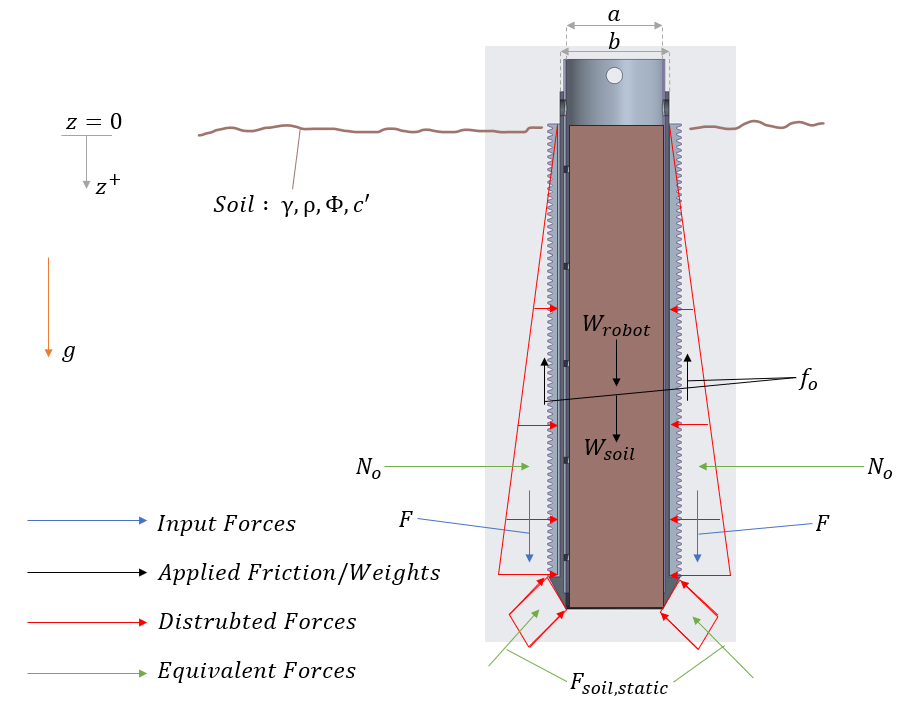 a
b
z = 0
z⁺
Soil : γ, ρ, Φ, c′
g
W_robot
f_o
W_soil
N_o
N_o
F
F
Input Forces
Applied Friction/Weights
Distrubted Forces
Equivalent Forces
F_soil,static